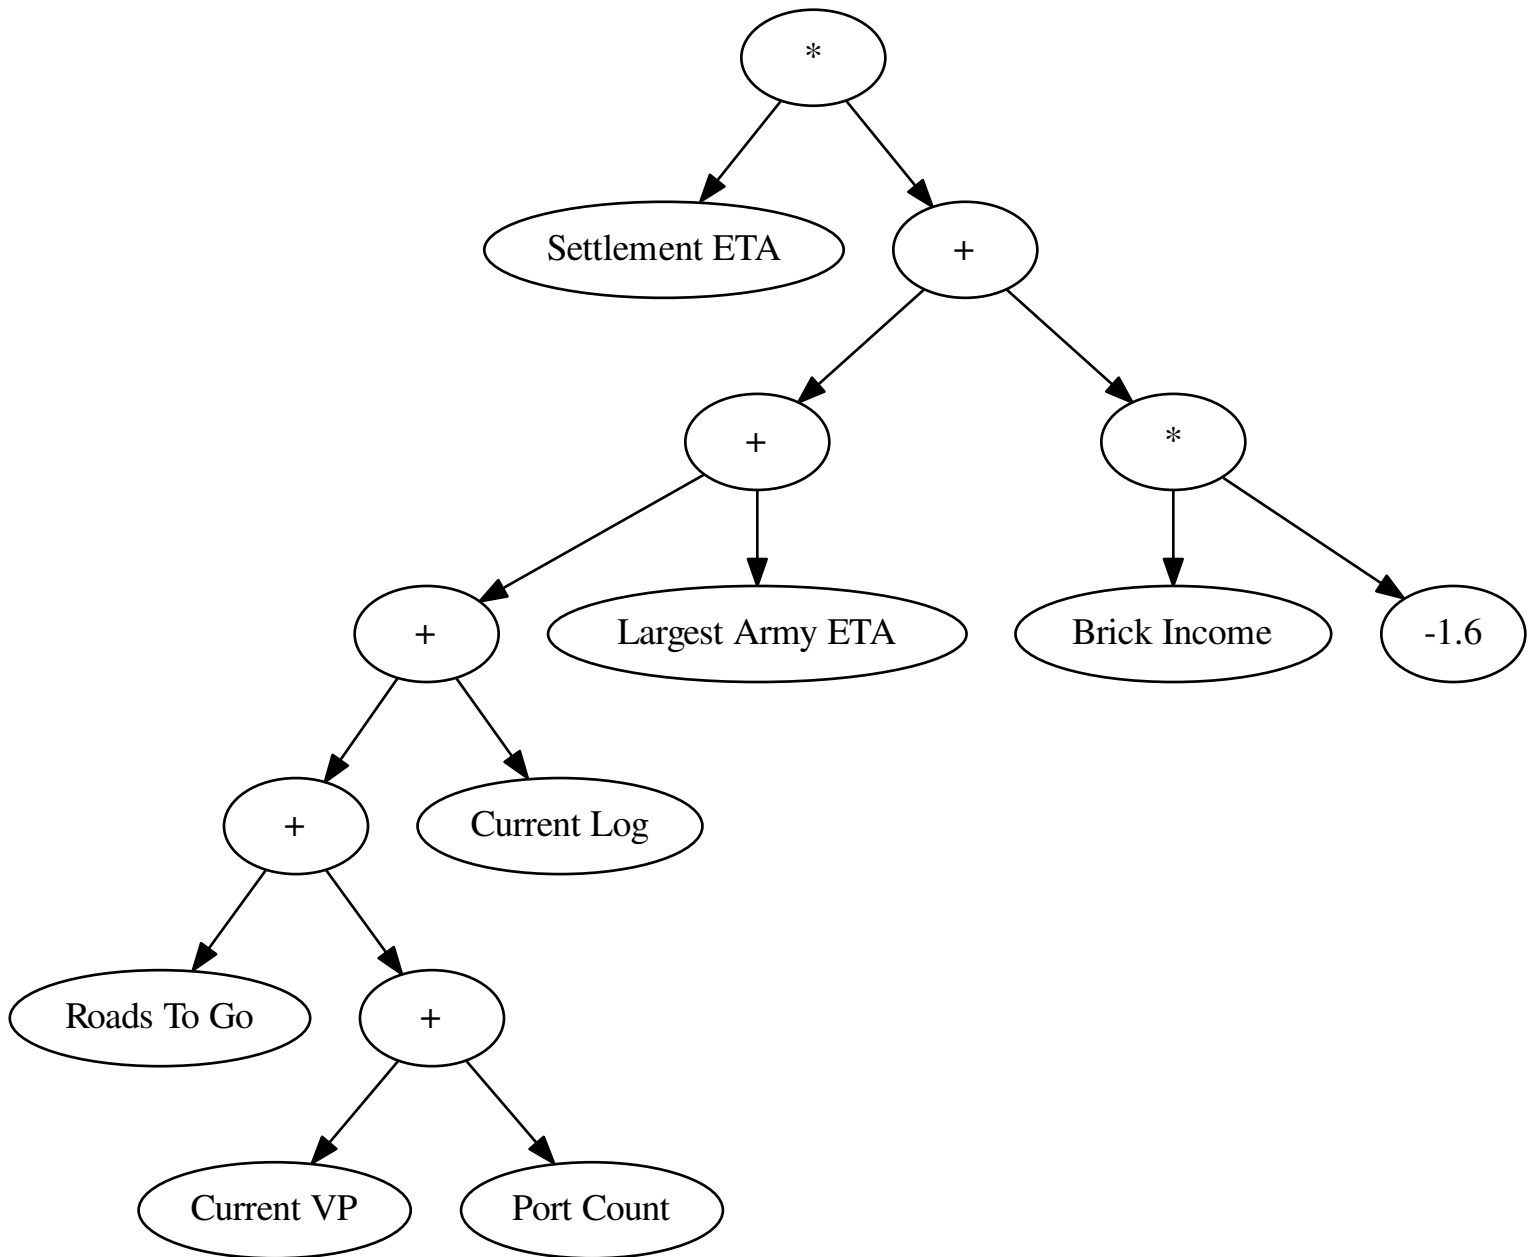 *
Settlement ETA
+
+
*
+
Largest Army ETA
Brick Income
-1.6
+
Current Log
Roads To Go
+
Current VP
Port Count